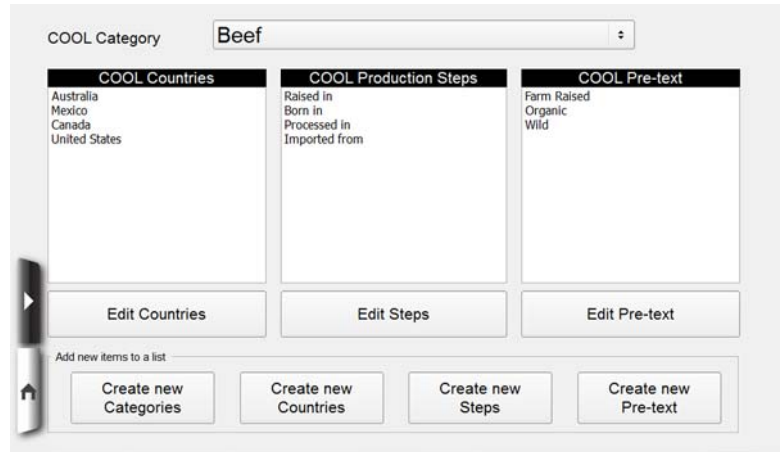 COOL Category
Beef
COOL Countries
Australia
Mexico
Canada
United States
COOL Production Steps
Raised in
Born in
Processed in
Imported from
COOL Pre-text
Farm Raised
Organic
Wild
Edit Countries
Edit Steps
Edit Pre-text
Add new items to a list
Create new
Categories
Create new
Countries
Create new
Steps
Create new
Pre-text